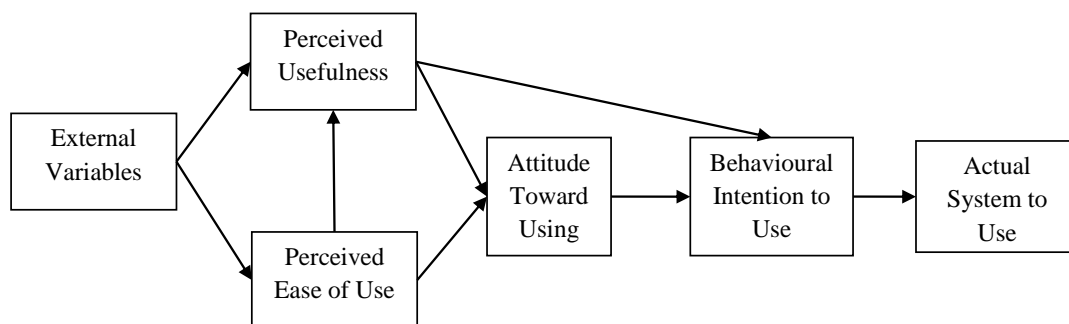 Perceived
Usefulness
External
Variables
Perceived
Ease of Use
Attitude
Toward
Using
Behavioural
Intention to
Use
Actual
System to
Use